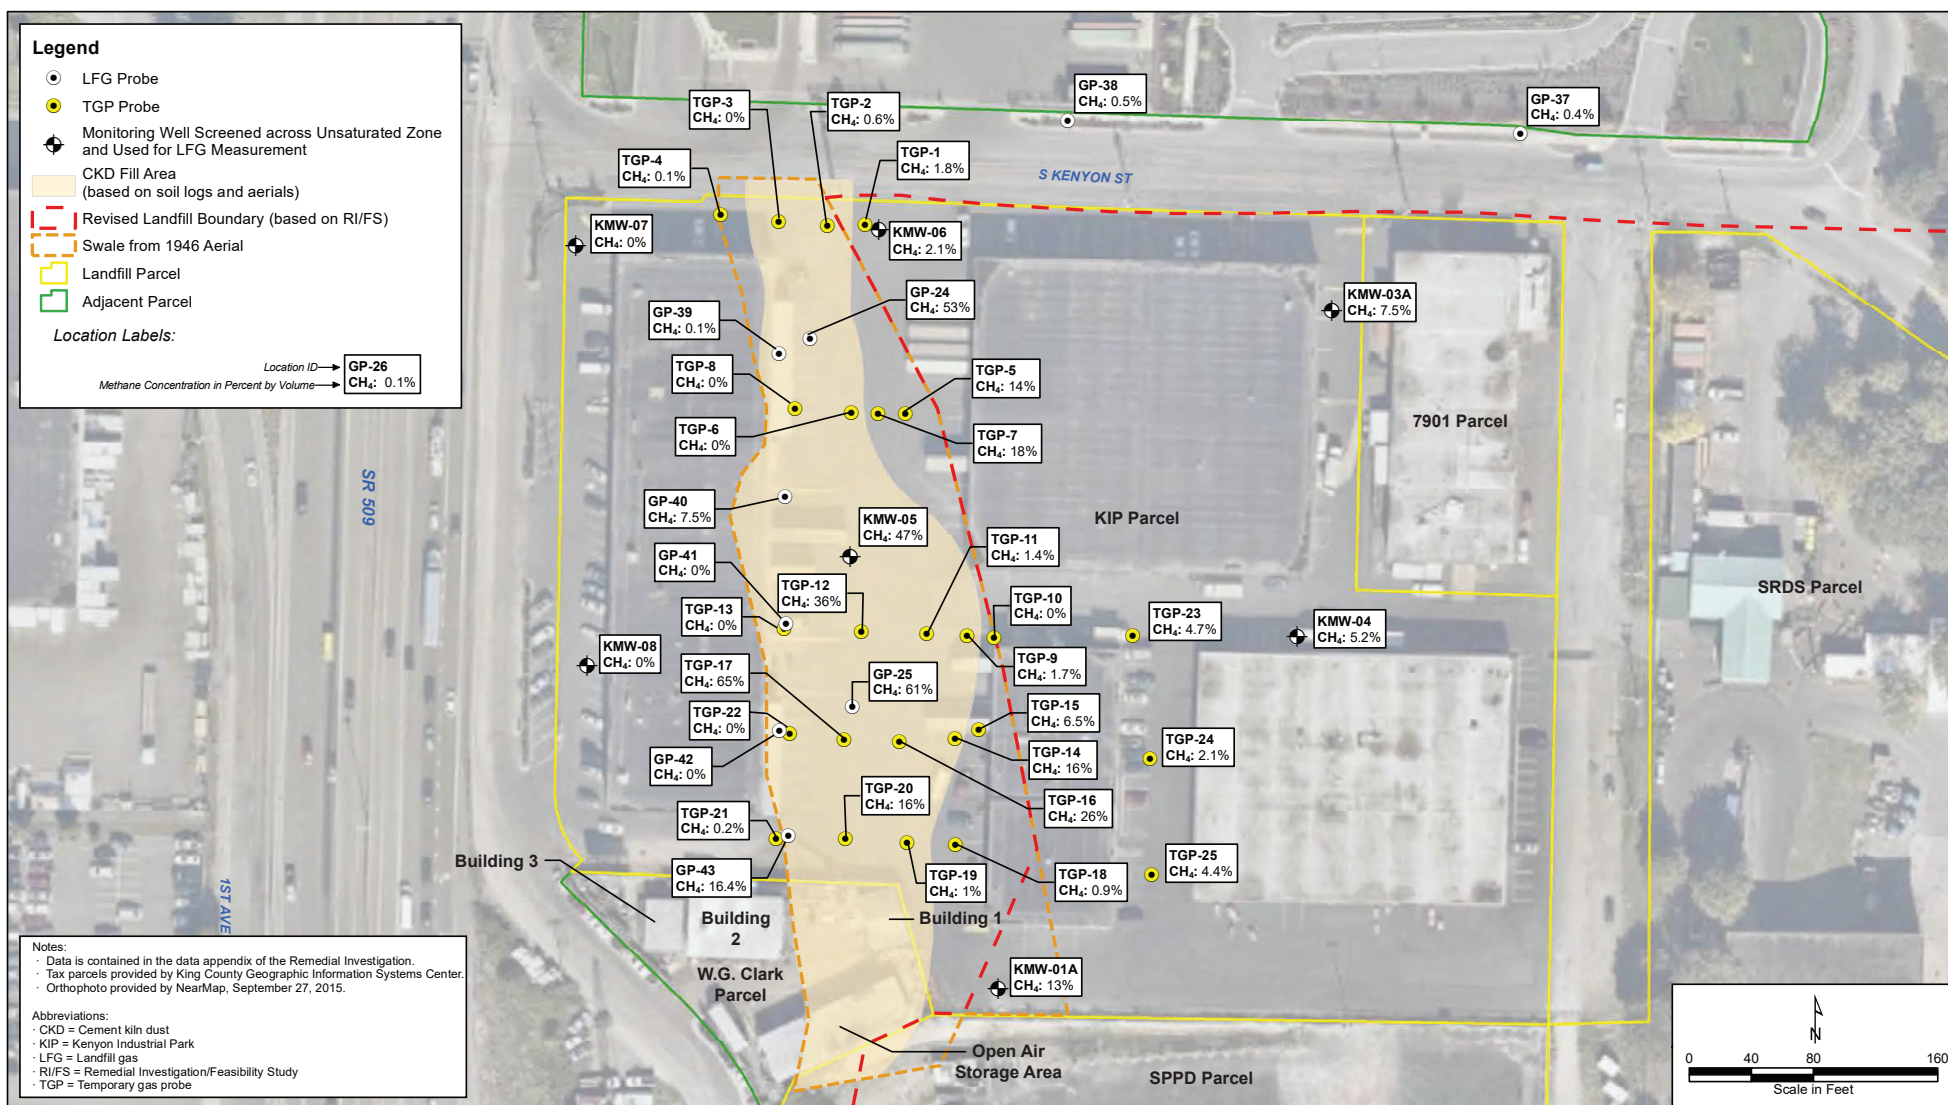 Legend
LFG Probe
TGP Probe
Monitoring Well Screened across Unsaturated Zone
and Used for LFG Measurement
CKD Fill Area
(based on soil logs and aerials)
Revised Landfill Boundary (based on RI/FS)
Swale from 1946 Aerial
Landfill Parcel
Adjacent Parcel
Location Labels:
Location ID
Methane Concentration in Percent by Volume
GP-26
CH₄: 0.1%
GP-38
CH₄: 0.5%
GP-37
CH₄: 0.4%
TGP-3
CH₄: 0%
TGP-2
CH₄: 0.6%
TGP-1
CH₄: 1.8%
TGP-4
CH₄: 0.1%
S KENYON ST
KMW-07
CH₄: 0%
KMW-06
CH₄: 2.1%
GP-24
CH₄: 53%
KMW-03A
CH₄: 7.5%
GP-39
CH₄: 0.1%
TGP-8
CH₄: 0%
TGP-5
CH₄: 14%
TGP-6
CH₄: 0%
TGP-7
CH₄: 18%
7901 Parcel
SR 509
GP-40
CH₄: 7.5%
KMW-05
CH₄: 47%
KIP Parcel
TGP-11
CH₄: 1.4%
GP-41
CH₄: 0%
TGP-12
CH₄: 36%
TGP-10
CH₄: 0%
SRDS Parcel
TGP-13
CH₄: 0%
TGP-23
CH₄: 4.7%
KMW-04
CH₄: 5.2%
KMW-08
CH₄: 0%
TGP-17
CH₄: 65%
GP-25
CH₄: 61%
TGP-9
CH₄: 1.7%
TGP-22
CH₄: 0%
TGP-15
CH₄: 6.5%
GP-42
CH₄: 0%
TGP-14
CH₄: 16%
TGP-24
CH₄: 2.1%
TGP-20
CH₄: 16%
TGP-16
CH₄: 26%
TGP-21
CH₄: 0.2%
Building 3
GP-43
CH₄: 16.4%
TGP-19
CH₄: 1%
TGP-18
CH₄: 0.9%
TGP-25
CH₄: 4.4%
1ST AVE
Building
2
Building 1
W.G. Clark
Parcel
KMW-01A
CH₄: 13%
Open Air
Storage Area
SPPD Parcel
Notes:
· Data is contained in the data appendix of the Remedial Investigation.
· Tax parcels provided by King County Geographic Information Systems Center.
· Orthophoto provided by NearMap, September 27, 2015.
Abbreviations:
· CKD = Cement kiln dust
· KIP = Kenyon Industrial Park
· LFG = Landfill gas
· RI/FS = Remedial Investigation/Feasibility Study
· TGP = Temporary gas probe
N
0 40 80 160
Scale in Feet